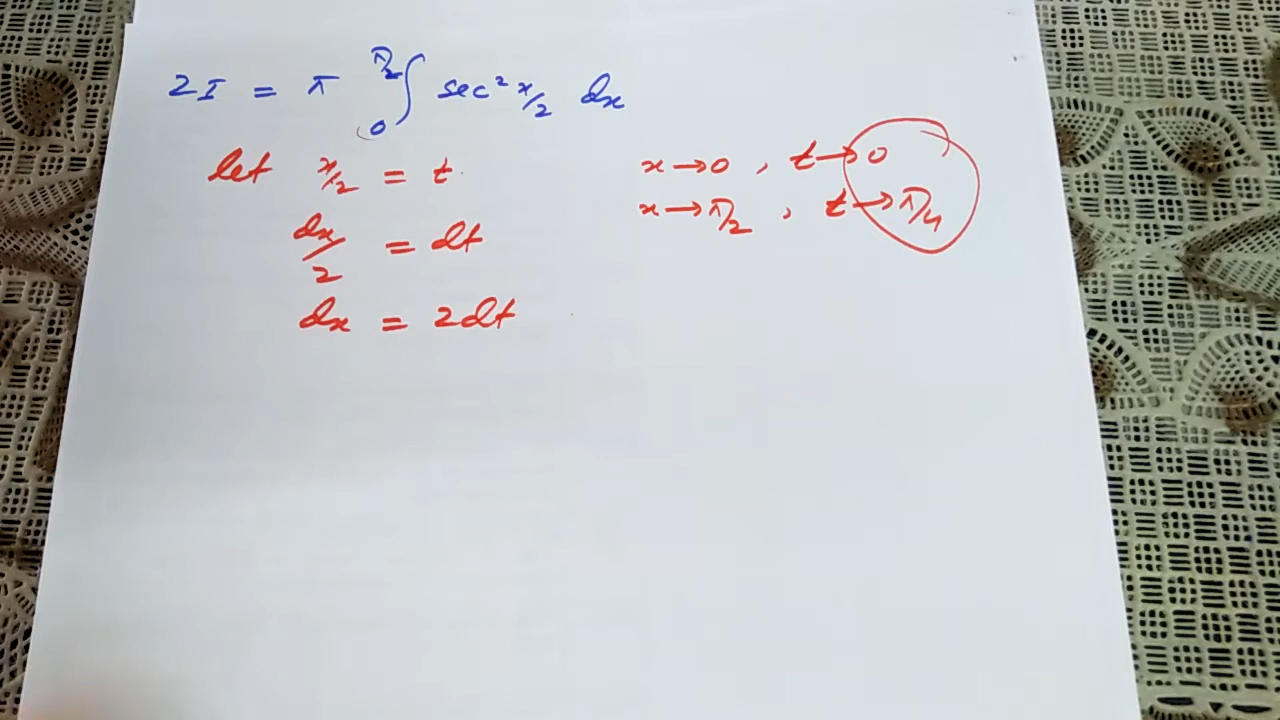 2I = π ₀∫^(π/2) sec² x/2 dx
let x/2 = t.
x→0 , t→0
x→π/2 , t→π/4
dx/2 = dt
dx = 2dt